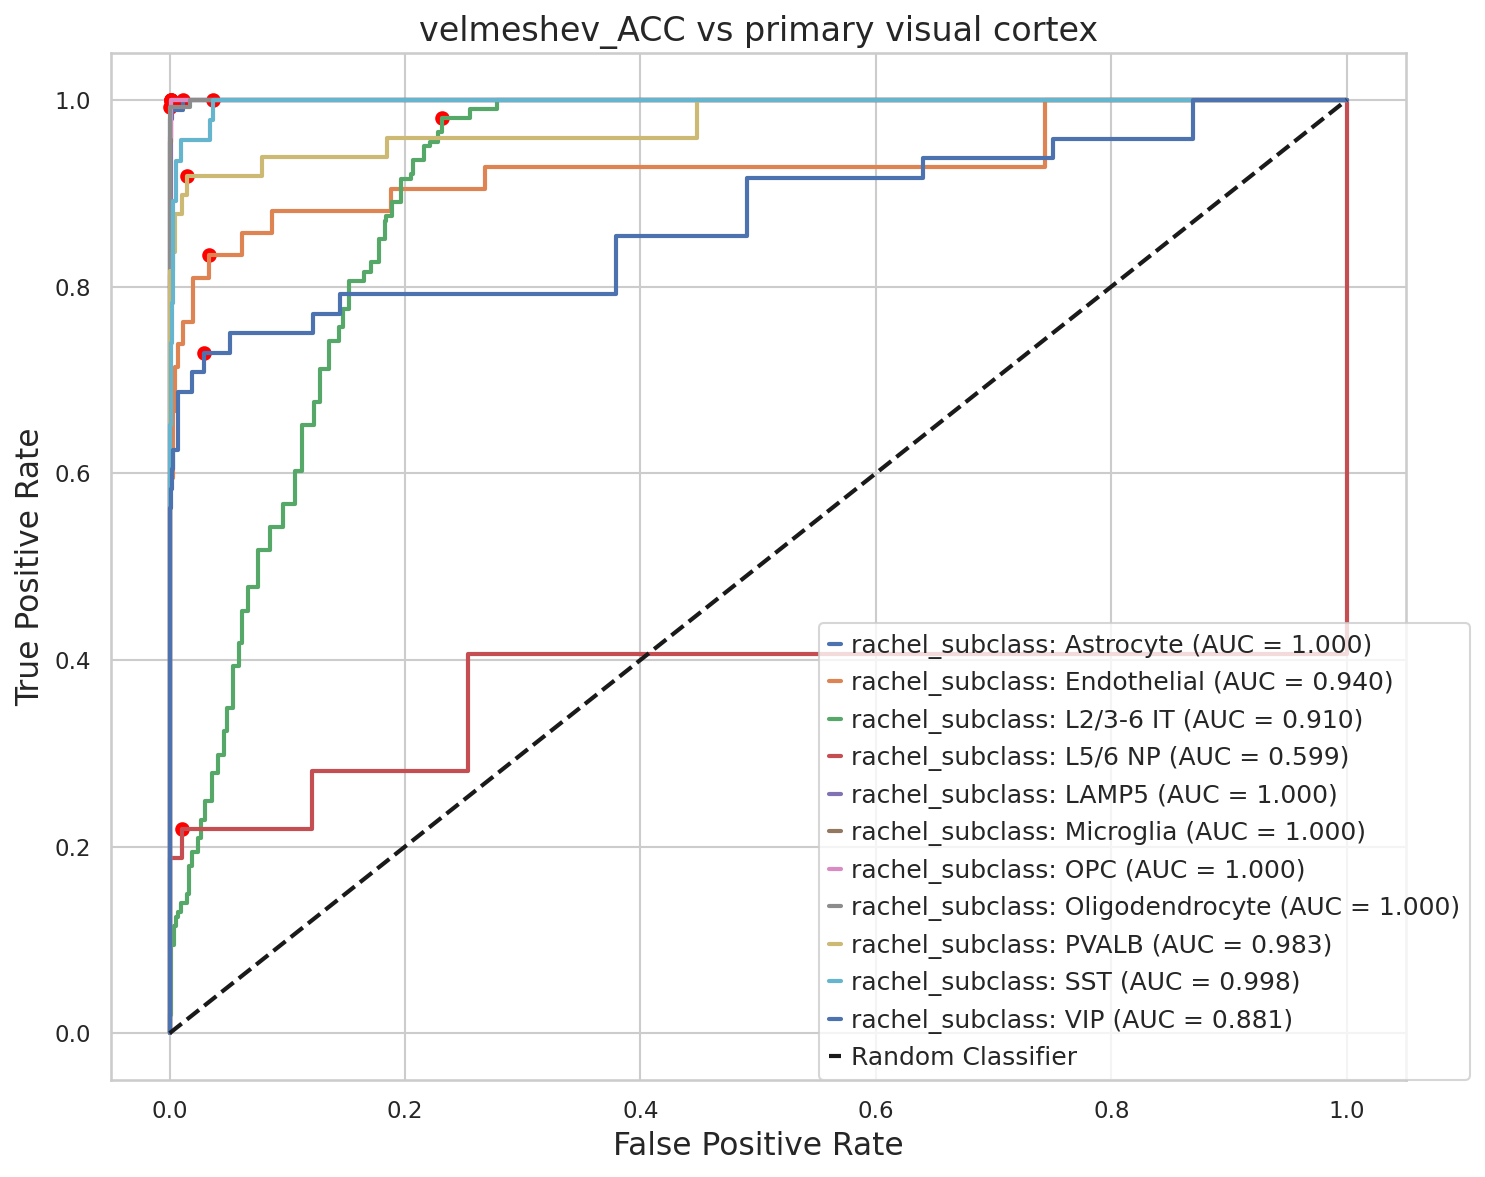 velmeshev_ACC vs primary visual cortex
1.0
0.8
0.6
0.4
0.2
0.0
True Positive Rate
rachel_subclass: Astrocyte (AUC = 1.000)
rachel_subclass: Endothelial (AUC = 0.940)
rachel_subclass: L2/3-6 IT (AUC = 0.910)
rachel_subclass: L5/6 NP (AUC = 0.599)
rachel_subclass: LAMP5 (AUC = 1.000)
rachel_subclass: Microglia (AUC = 1.000)
rachel_subclass: OPC (AUC = 1.000)
rachel_subclass: Oligodendrocyte (AUC = 1.000)
rachel_subclass: PVALB (AUC = 0.983)
rachel_subclass: SST (AUC = 0.998)
rachel_subclass: VIP (AUC = 0.881)
Random Classifier
0.0 0.2 0.4 0.6 0.8 1.0
False Positive Rate